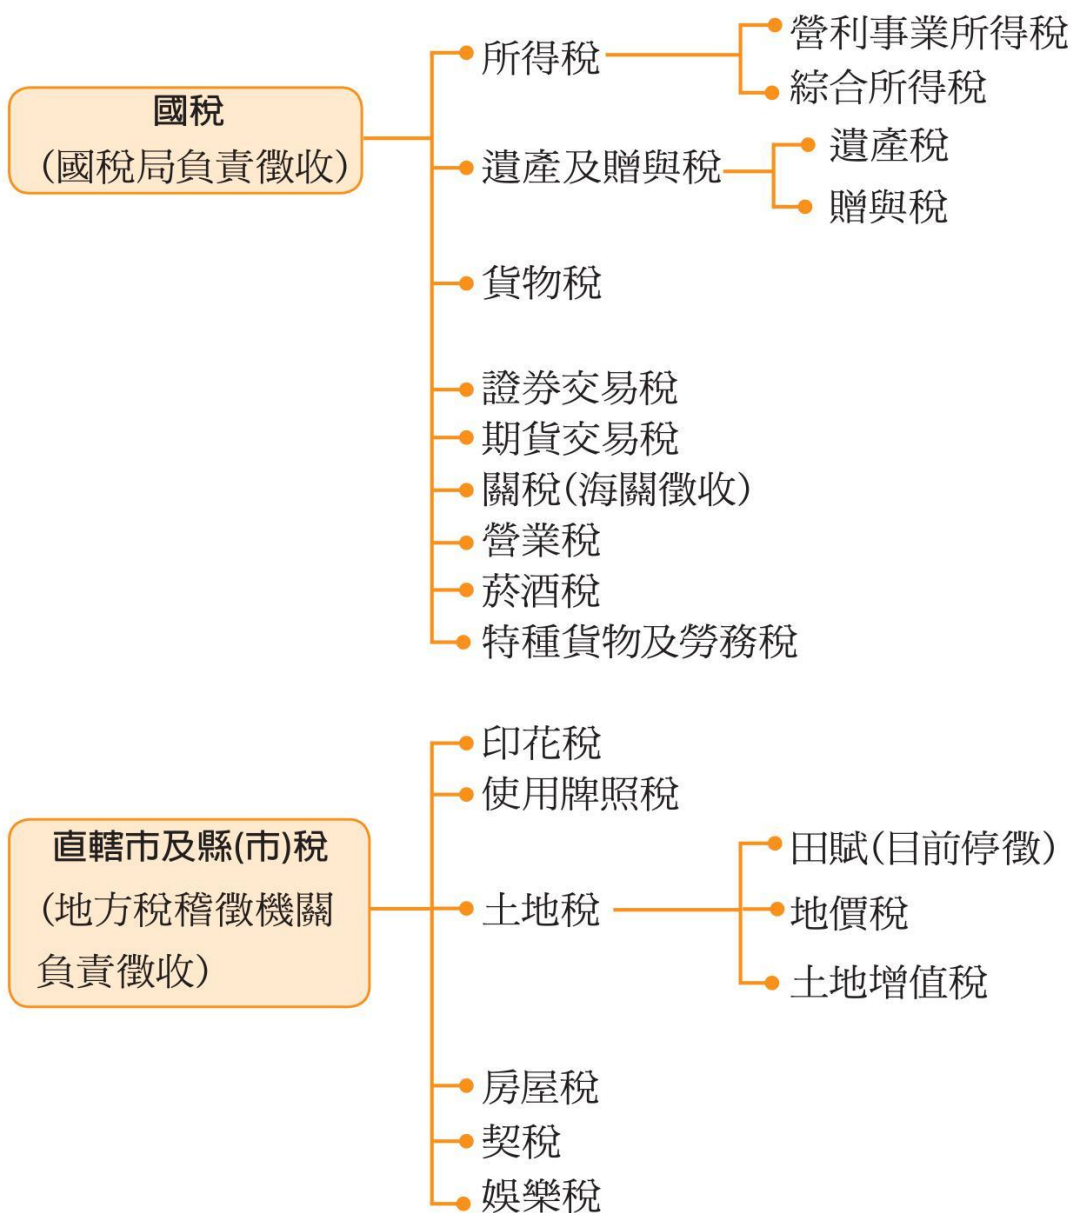 國稅
(國稅局負責徵收)
所得稅
營利事業所得稅
綜合所得稅
遺產及贈與稅
遺產稅
贈與稅
貨物稅
證券交易稅
期貨交易稅
關稅(海關徵收)
營業稅
菸酒稅
特種貨物及勞務稅
直轄市及縣(市)稅
(地方稅稽徵機關
負責徵收)
印花稅
使用牌照稅
土地稅
田賦(目前停徵)
地價稅
土地增值稅
房屋稅
契稅
娛樂稅